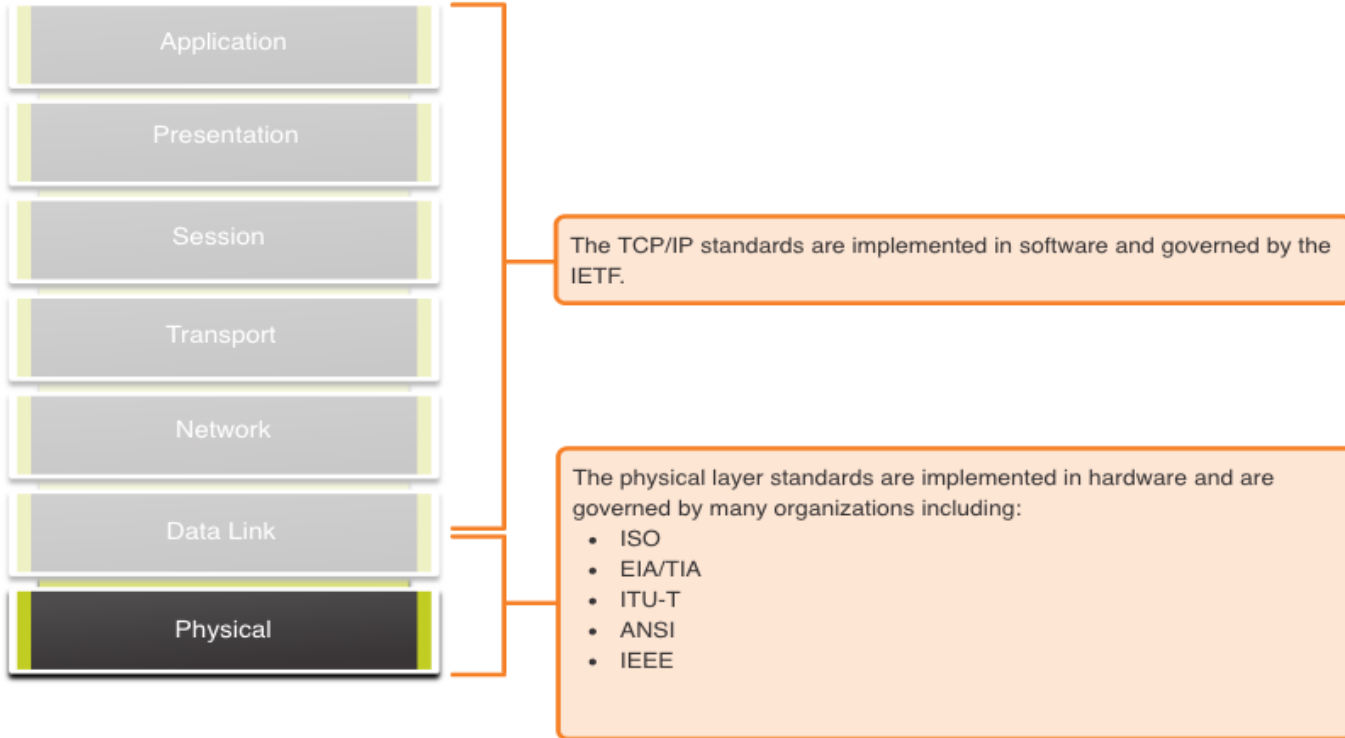 Application
Presentation
Session
Transport
Network
Data Link
Physical
The TCP/IP standards are implemented in software and governed by the
IETF.
The physical layer standards are implemented in hardware and are
governed by many organizations including:
• ISO
• EIA/TIA
• ITU-T
• ANSI
• IEEE